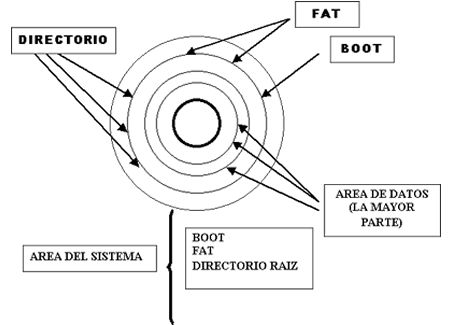 FAT
DIRECTORIO
BOOT
AREA DE DATOS
(LA MAYOR
PARTE)
AREA DEL SISTEMA
BOOT
FAT
DIRECTORIO RAIZ